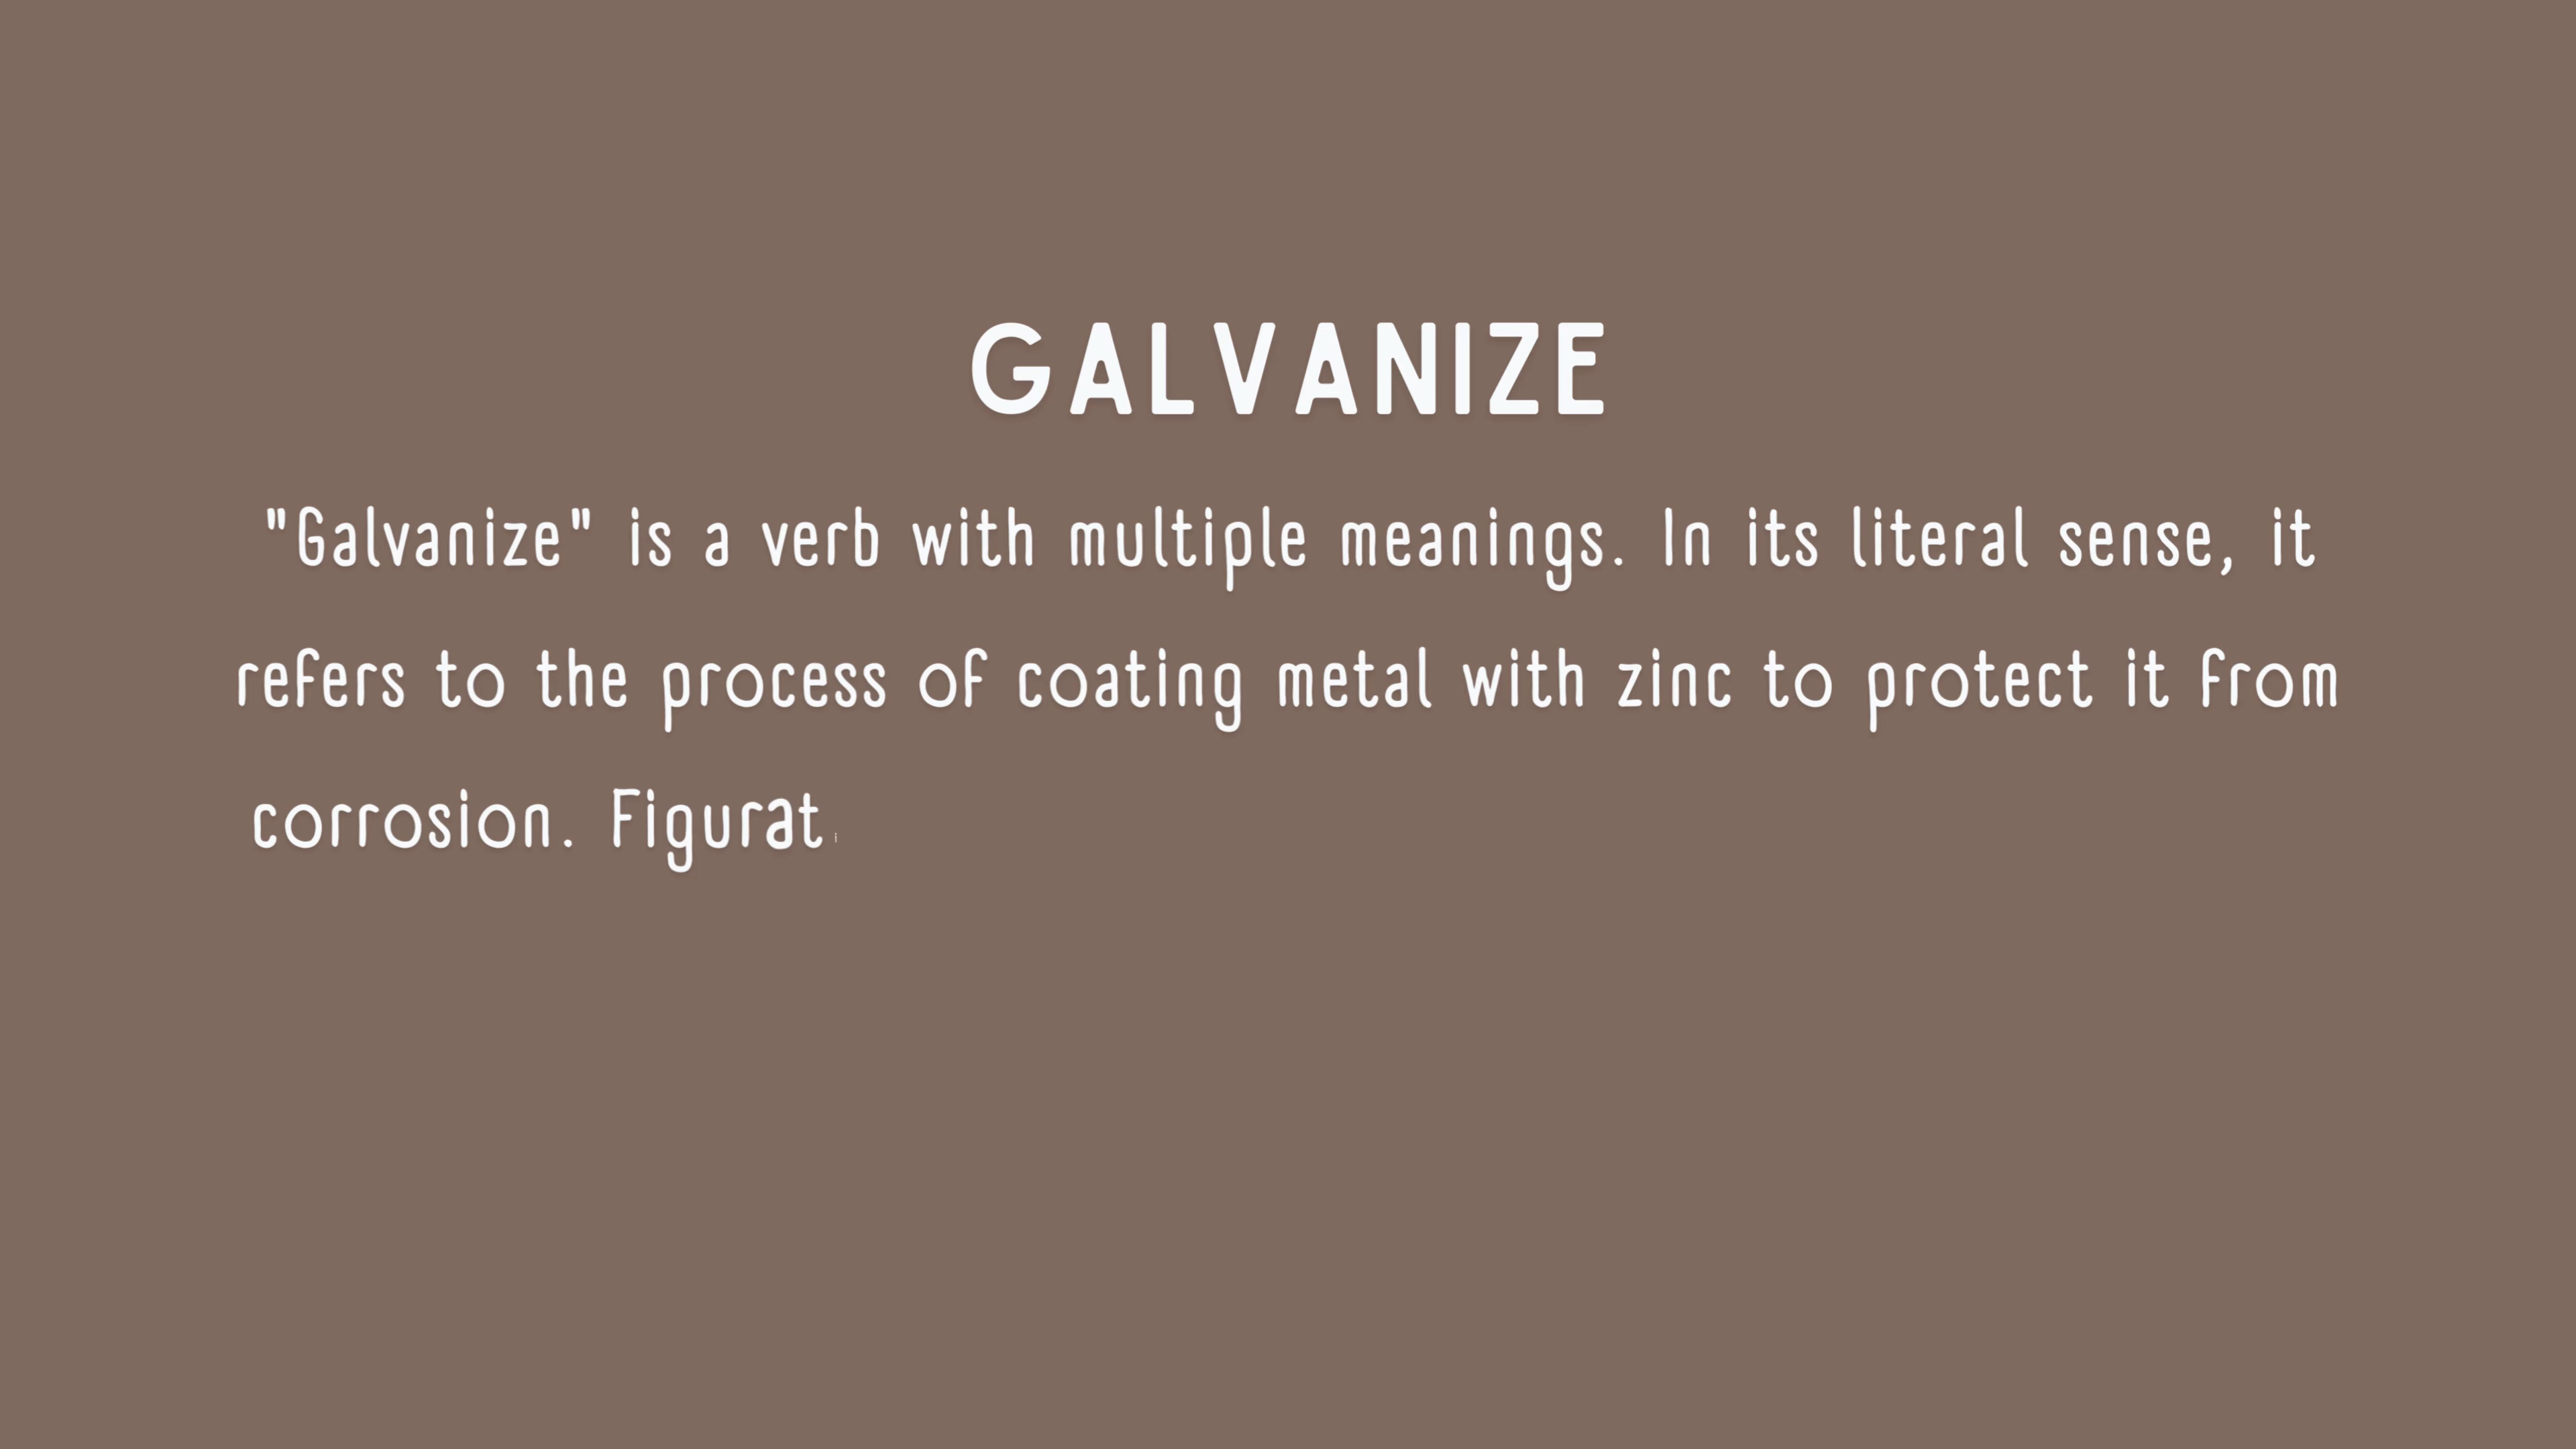 GALVANIZE
"Galvanize" is a verb with multiple meanings. In its literal sense, it
refers to the process of coating metal with zinc to protect it from
corrosion. Figurat